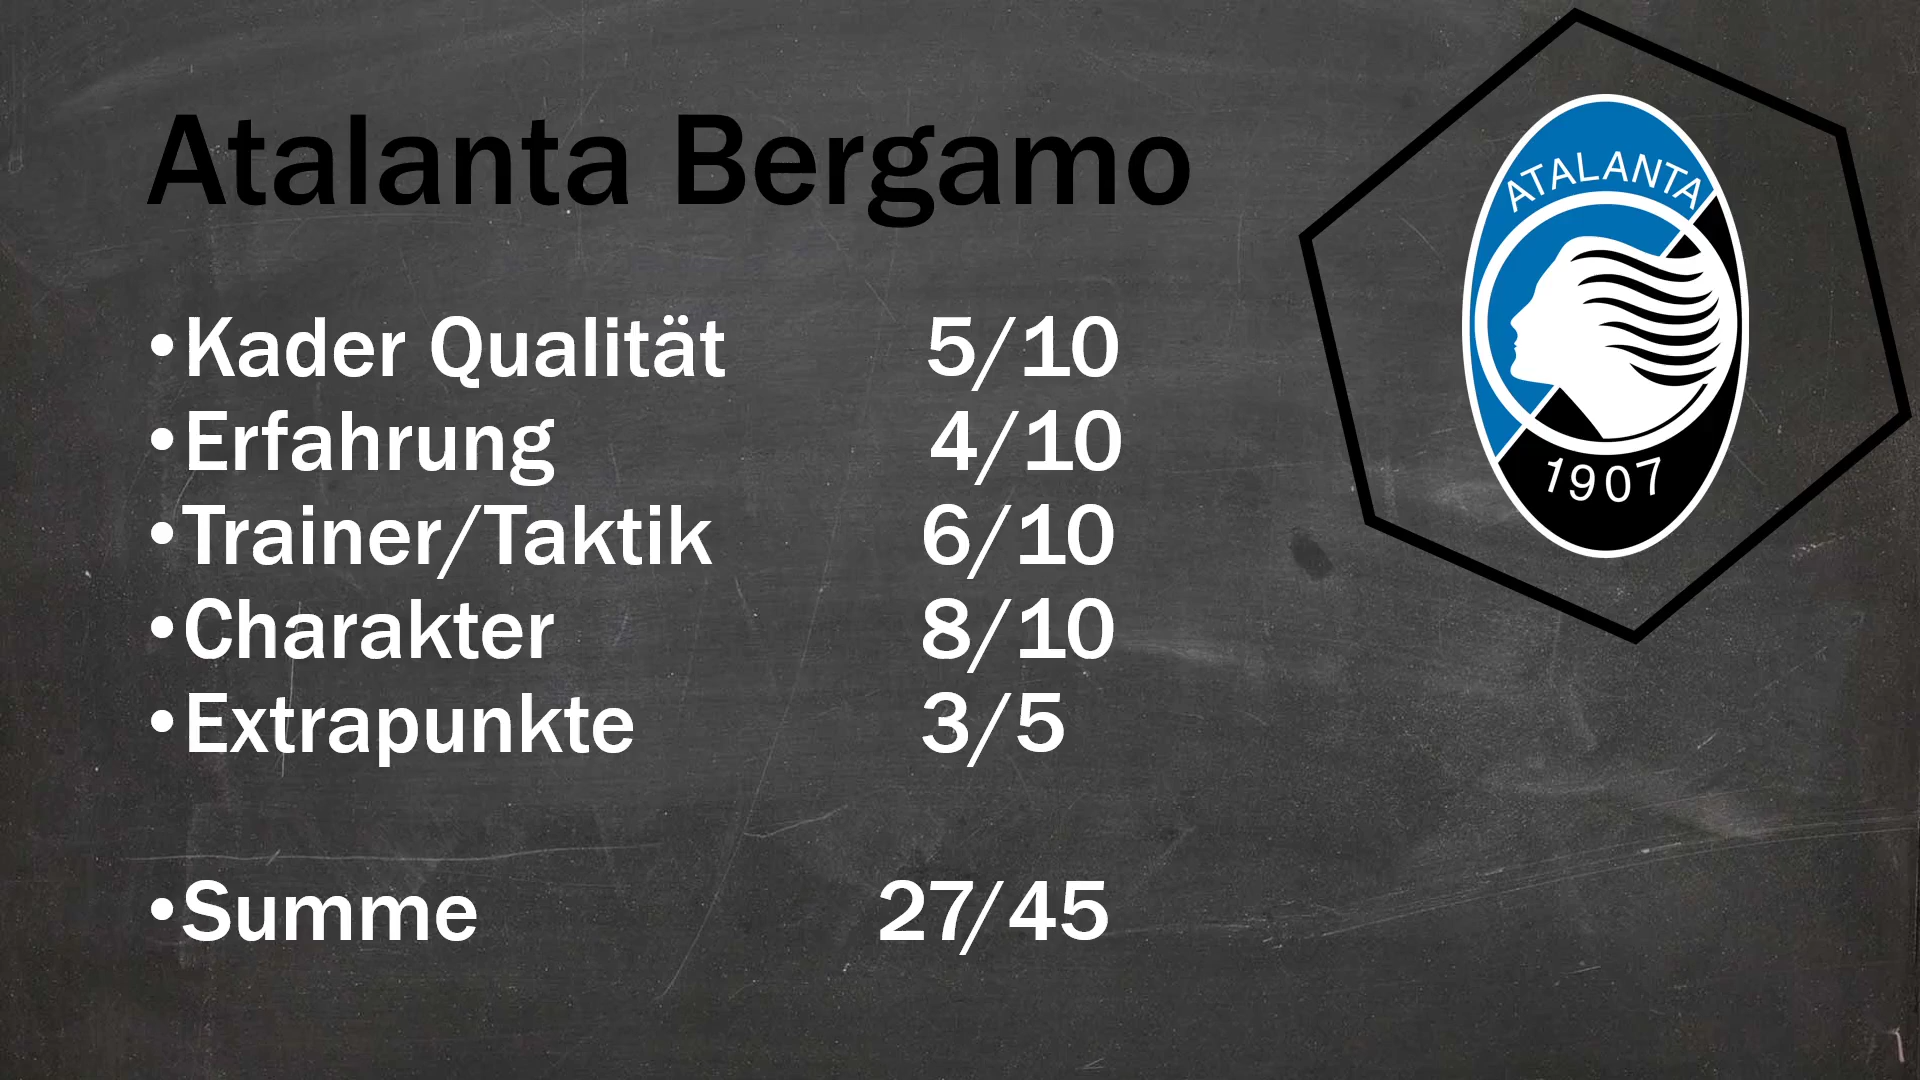 Atalanta Bergamo
ATALANTA
1907
•Kader Qualität 5/10
•Erfahrung 4/10
•Trainer/Taktik 6/10
•Charakter 8/10
•Extrapunkte 3/5
•Summe 27/45